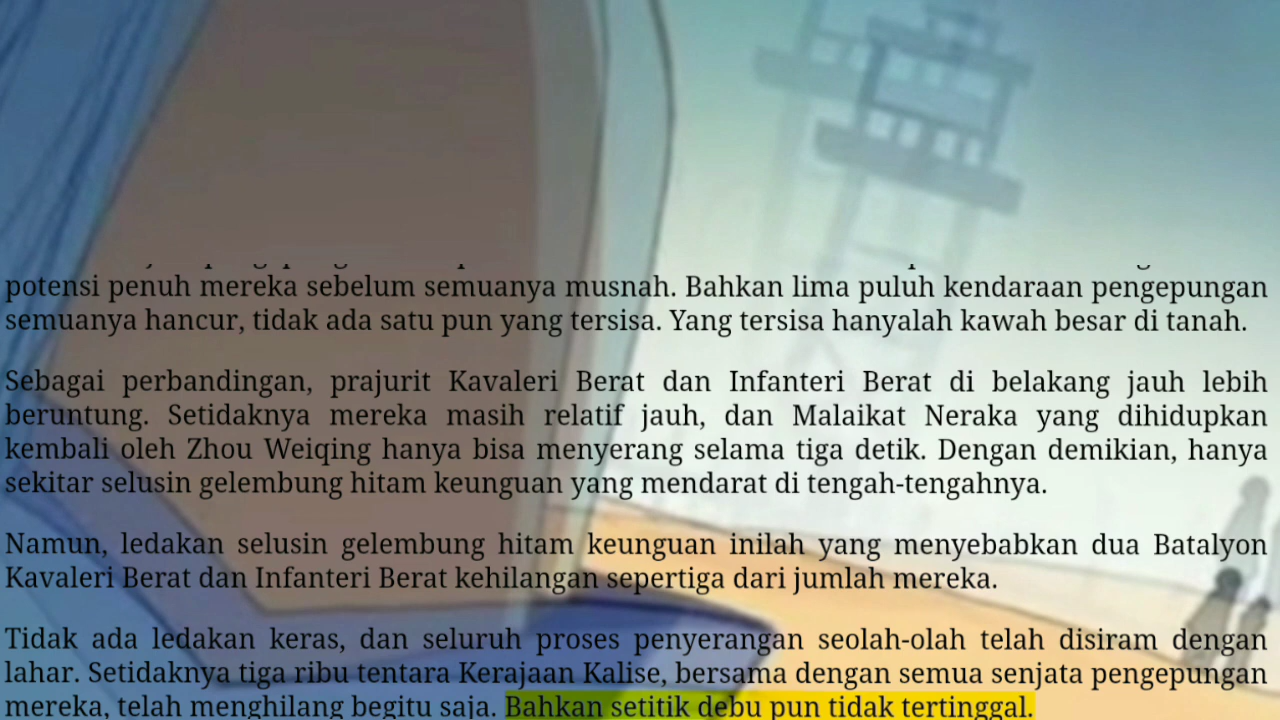 potensi penuh mereka sebelum semuanya musnah. Bahkan lima puluh kendaraan pengepungan
semuanya hancur, tidak ada satu pun yang tersisa. Yang tersisa hanyalah kawah besar di tanah.
Sebagai perbandingan, prajurit Kavaleri Berat dan Infanteri Berat di belakang jauh lebih
beruntung. Setidaknya mereka masih relatif jauh, dan Malaikat Neraka yang dihidupkan
kembali oleh Zhou Weiqing hanya bisa menyerang selama tiga detik. Dengan demikian, hanya
sekitar selusin gelembung hitam keunguan yang mendarat di tengah-tengahnya.
Namun, ledakan selusin gelembung hitam keunguan inilah yang menyebabkan dua Batalyon
Kavaleri Berat dan Infanteri Berat kehilangan sepertiga dari jumlah mereka.
Tidak ada ledakan keras, dan seluruh proses penyerangan seolah-olah telah disiram dengan
lahar. Setidaknya tiga ribu tentara Kerajaan Kalise, bersama dengan semua senjata pengepungan
mereka, telah menghilang begitu saja. Bahkan setitik debu pun tidak tertinggal.